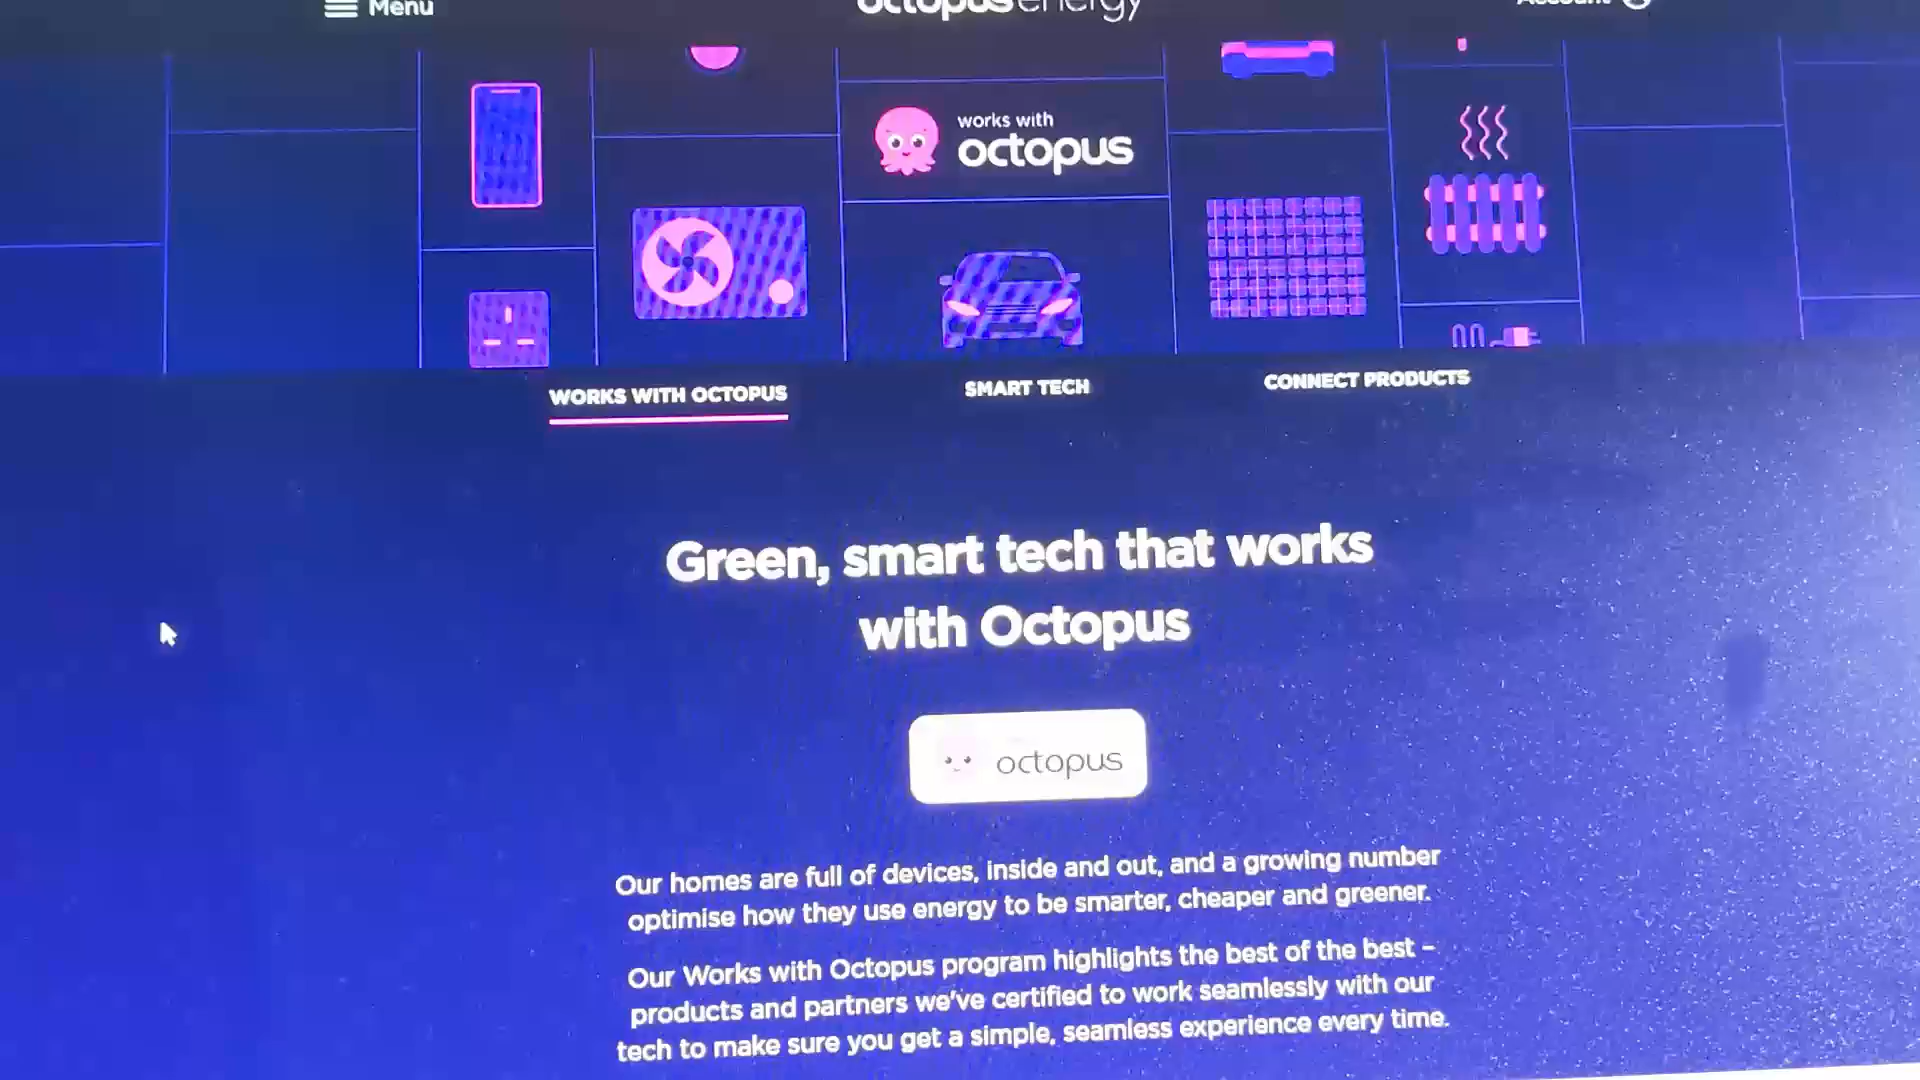 Menu
octopusenergy
Account
works with
octopus
WORKS WITH OCTOPUS
SMART TECH
CONNECT PRODUCTS
Green, smart tech that works
with Octopus
octopus
Our homes are full of devices, inside and out, and a growing number
optimise how they use energy to be smarter, cheaper and greener.
Our Works with Octopus program highlights the best of the best –
products and partners we've certified to work seamlessly with our
tech to make sure you get a simple, seamless experience every time.